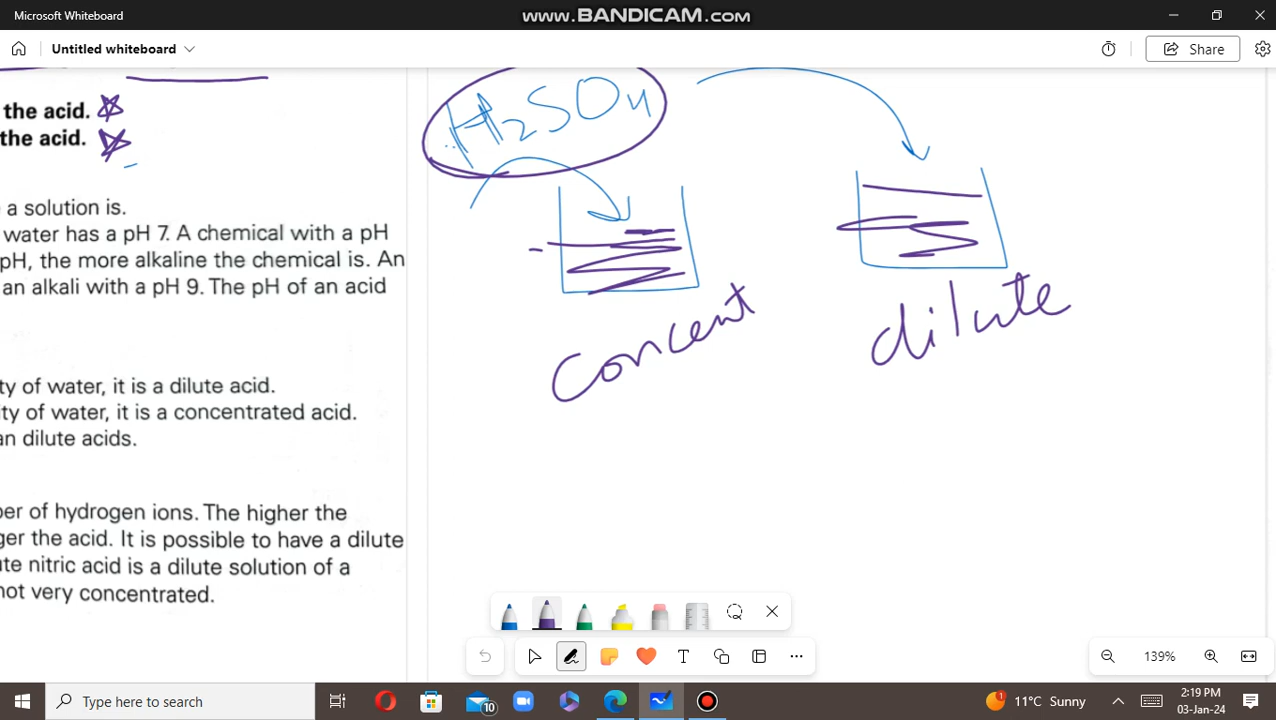 Microsoft Whiteboard
www.BANDICAM.com
Untitled whiteboard
Share
the acid.
the acid.
a solution is.
water has a pH 7. A chemical with a pH
pH, the more alkaline the chemical is. An
an alkali with a pH 9. The pH of an acid
ty of water, it is a dilute acid.
ity of water, it is a concentrated acid.
an dilute acids.
per of hydrogen ions. The higher the
ger the acid. It is possible to have a dilute
ute nitric acid is a dilute solution of a
not very concentrated.
H2SO4
concent
dilute
139%
Type here to search
10
1
11°C Sunny
2:19 PM
03-Jan-24